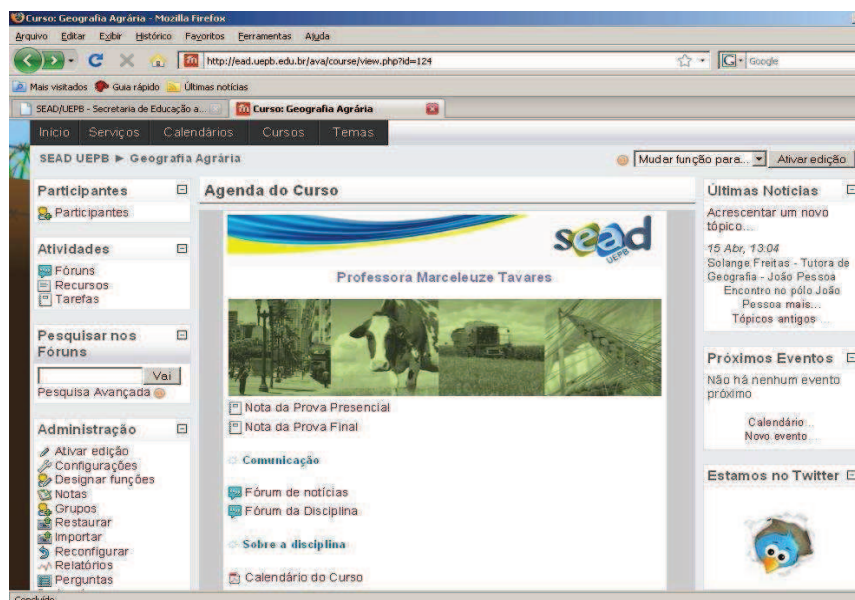 Curso: Geografia Agrária - Mozilla Firefox
Arquivo Editar Exibir Histórico Favoritos Ferramentas Ajuda
http://ead.uepb.edu.br/ava/course/view.php?id=124
Google
Mais visitados Guia rápido Últimas notícias
SEAD/UEPB - Secretaria de Educação a...
Curso: Geografia Agrária
Início Serviços Calendários Cursos Temas
SEAD UEPB ► Geografia Agrária
Mudar função para... Ativar edição
Participantes
Participantes
Atividades
Fóruns
Recursos
Tarefas
Pesquisar nos
Fóruns
Vai
Pesquisa Avançada
Administração
Ativar edição
Configurações
Designar funções
Notas
Grupos
Restaurar
Importar
Reconfigurar
Relatórios
Perguntas
Agenda do Curso
sead
UEPB
Professora Marceleuze Tavares
Nota da Prova Presencial
Nota da Prova Final
Comunicação
Fórum de notícias
Fórum da Disciplina
Sobre a disciplina
Calendário do Curso
Últimas Notícias
Acrescentar um novo
tópico...
15 Abr, 13:04
Solange Freitas - Tutora de
Geografia - João Pessoa
Encontro no pólo João
Pessoa mais...
Tópicos antigos ...
Próximos Eventos
Não há nenhum evento
próximo
Calendário...
Novo evento...
Estamos no Twitter
Concluído